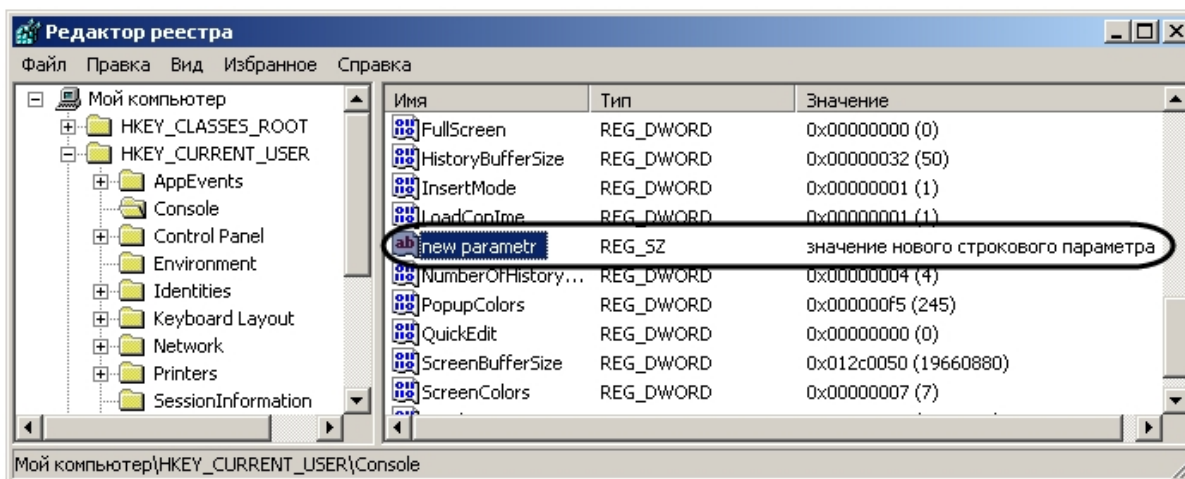 Редактор реестра
Файл Правка Вид Избранное Справка
Мой компьютер
HKEY_CLASSES_ROOT
HKEY_CURRENT_USER
AppEvents
Console
Control Panel
Environment
Identities
Keyboard Layout
Network
Printers
SessionInformation
Имя Тип Значение
FullScreen REG_DWORD 0x00000000 (0)
HistoryBufferSize REG_DWORD 0x00000032 (50)
InsertMode REG_DWORD 0x00000001 (1)
LoadConIme REG_DWORD 0x00000001 (1)
new parametr REG_SZ значение нового строкового параметра
NumberOfHistory... REG_DWORD 0x00000004 (4)
PopupColors REG_DWORD 0x000000f5 (245)
QuickEdit REG_DWORD 0x00000000 (0)
ScreenBufferSize REG_DWORD 0x012c0050 (19660880)
ScreenColors REG_DWORD 0x00000007 (7)
Мой компьютер\HKEY_CURRENT_USER\Console